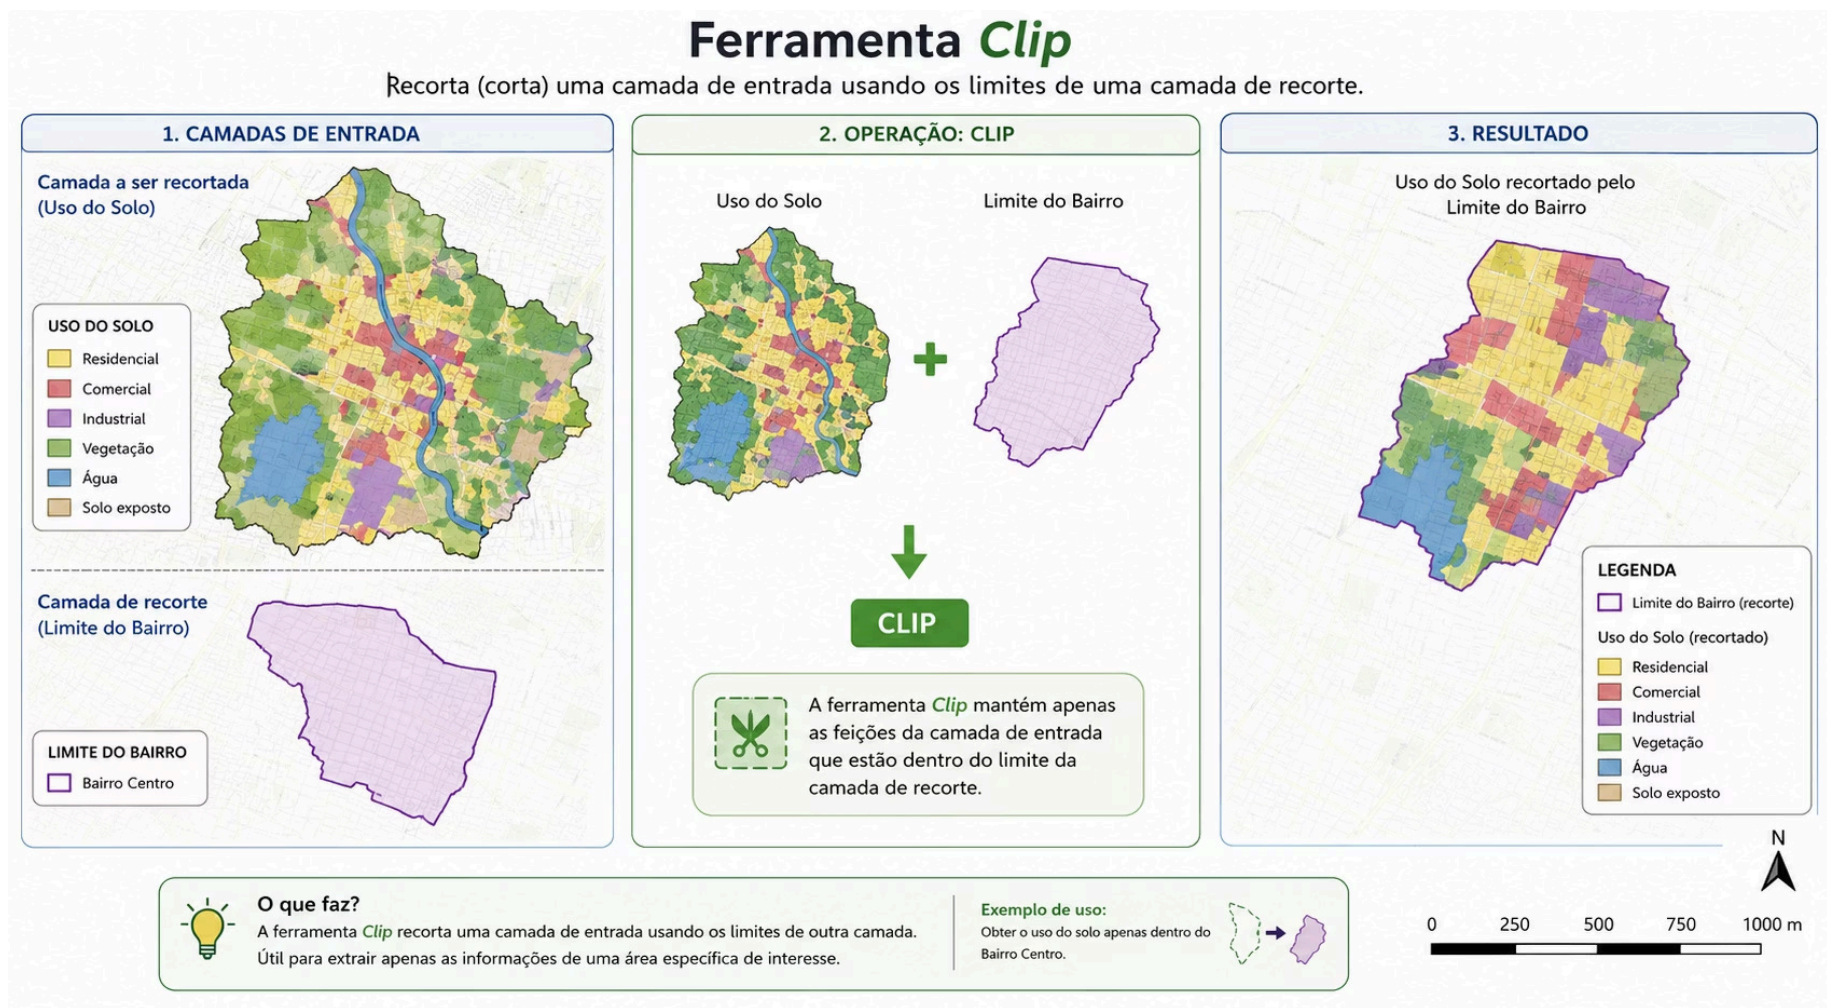 Ferramenta Clip
Recorta (corta) uma camada de entrada usando os limites de uma camada de recorte.
1. CAMADAS DE ENTRADA
Camada a ser recortada
(Uso do Solo)
USO DO SOLO
Residencial
Comercial
Industrial
Vegetação
Água
Solo exposto
Camada de recorte
(Limite do Bairro)
LIMITE DO BAIRRO
Bairro Centro
2. OPERAÇÃO: CLIP
Uso do Solo
Limite do Bairro
CLIP
A ferramenta Clip mantém apenas
as feições da camada de entrada
que estão dentro do limite da
camada de recorte.
3. RESULTADO
Uso do Solo recortado pelo
Limite do Bairro
LEGENDA
Limite do Bairro (recorte)
Uso do Solo (recortado)
Residencial
Comercial
Industrial
Vegetação
Água
Solo exposto
O que faz?
A ferramenta Clip recorta uma camada de entrada usando os limites de outra camada.
Útil para extrair apenas as informações de uma área específica de interesse.
Exemplo de uso:
Obter o uso do solo apenas dentro do
Bairro Centro.
N
0 250 500 750 1000 m